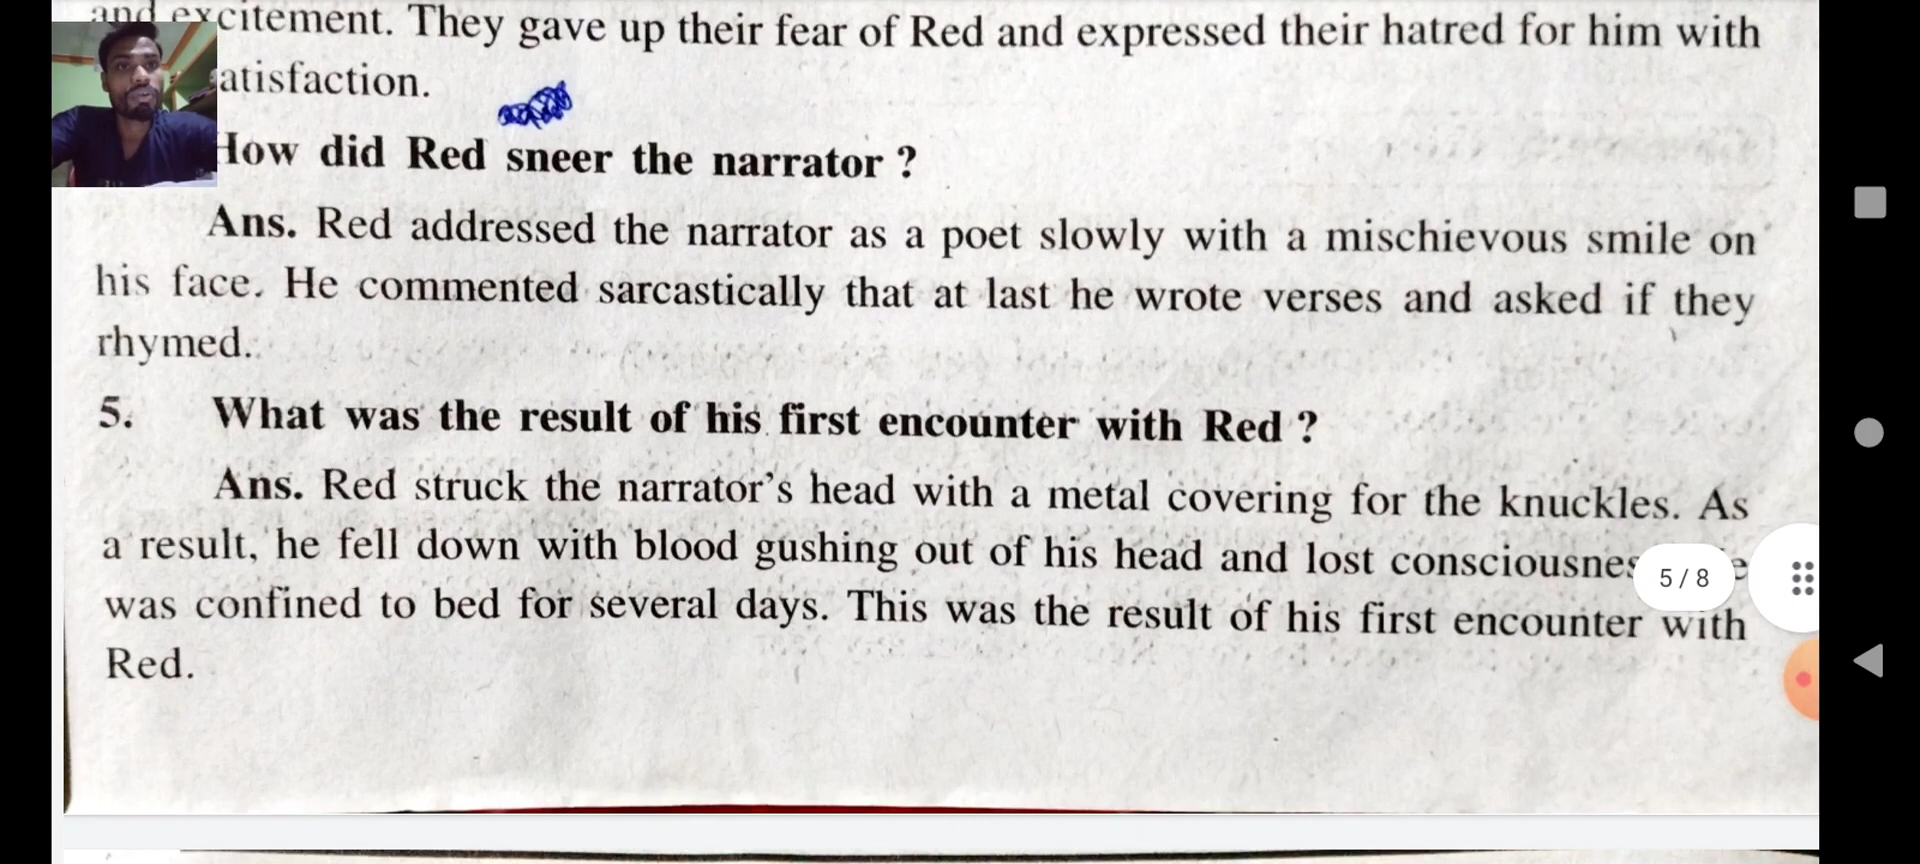 and excitement. They gave up their fear of Red and expressed their hatred for him with
atisfaction.
How did Red sneer the narrator ?
Ans. Red addressed the narrator as a poet slowly with a mischievous smile on
his face. He commented sarcastically that at last he wrote verses and asked if they
rhymed.
5. What was the result of his first encounter with Red ?
Ans. Red struck the narrator's head with a metal covering for the knuckles. As
a result, he fell down with blood gushing out of his head and lost consciousnes
was confined to bed for several days. This was the result of his first encounter with
Red.
5 / 8